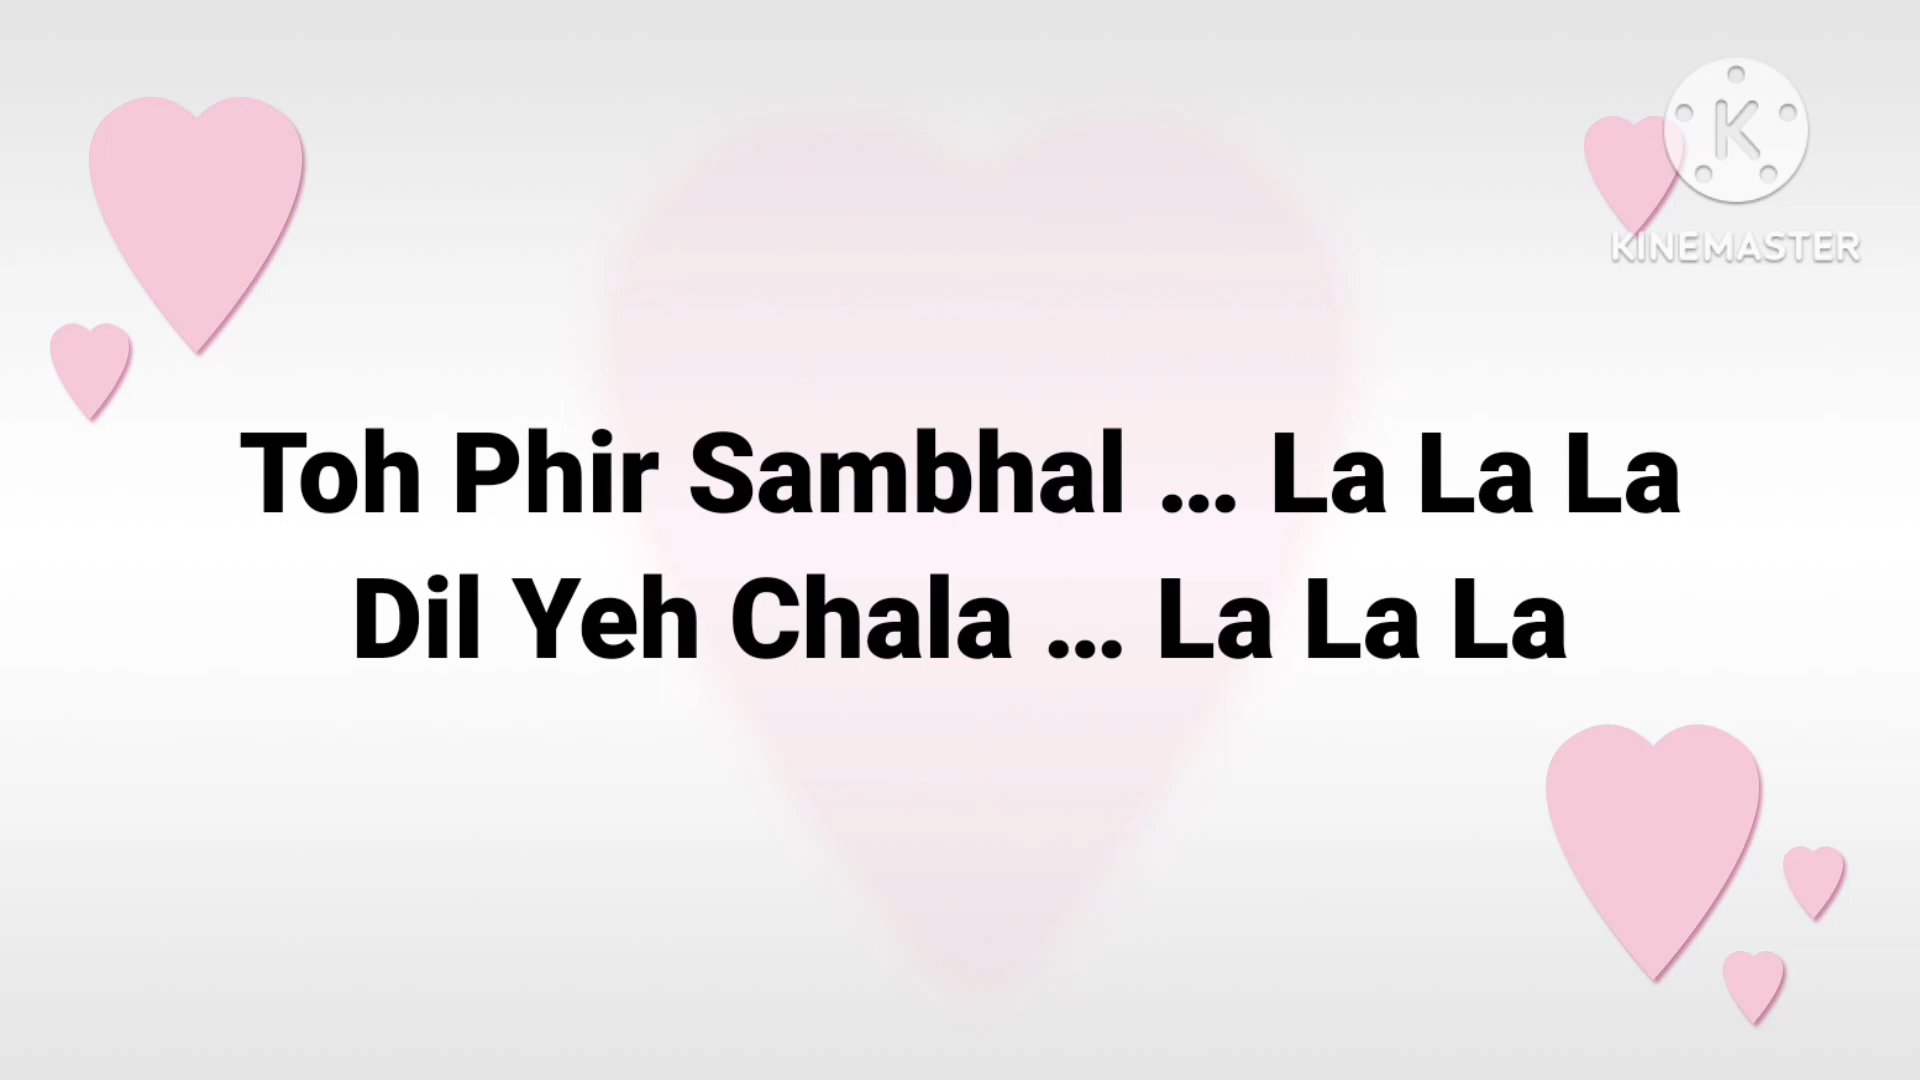 K
KINEMASTER
Toh Phir Sambhal ... La La La
Dil Yeh Chala ... La La La